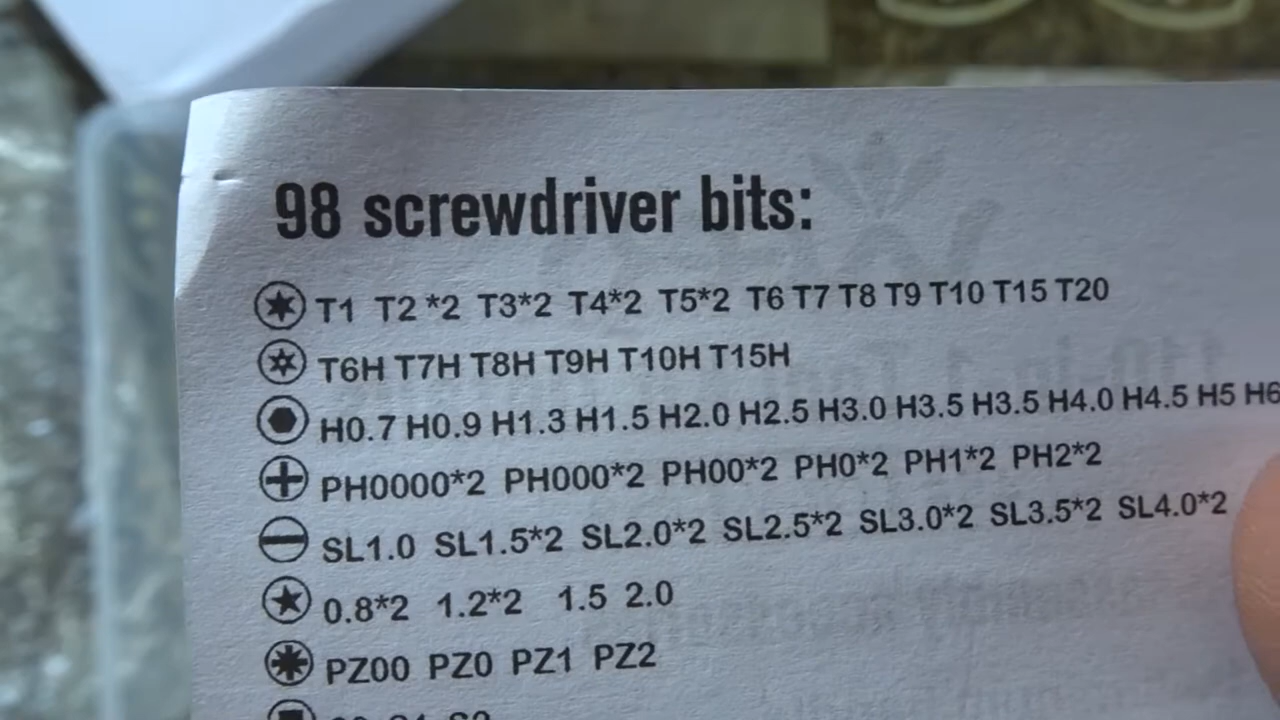 98 screwdriver bits:
T1 T2 *2 T3*2 T4*2 T5*2 T6 T7 T8 T9 T10 T15 T20
T6H T7H T8H T9H T10H T15H
H0.7 H0.9 H1.3 H1.5 H2.0 H2.5 H3.0 H3.5 H3.5 H4.0 H4.5 H5 H6
PH0000*2 PH000*2 PH00*2 PH0*2 PH1*2 PH2*2
SL1.0 SL1.5*2 SL2.0*2 SL2.5*2 SL3.0*2 SL3.5*2 SL4.0*2
0.8*2 1.2*2 1.5 2.0
PZ00 PZ0 PZ1 PZ2